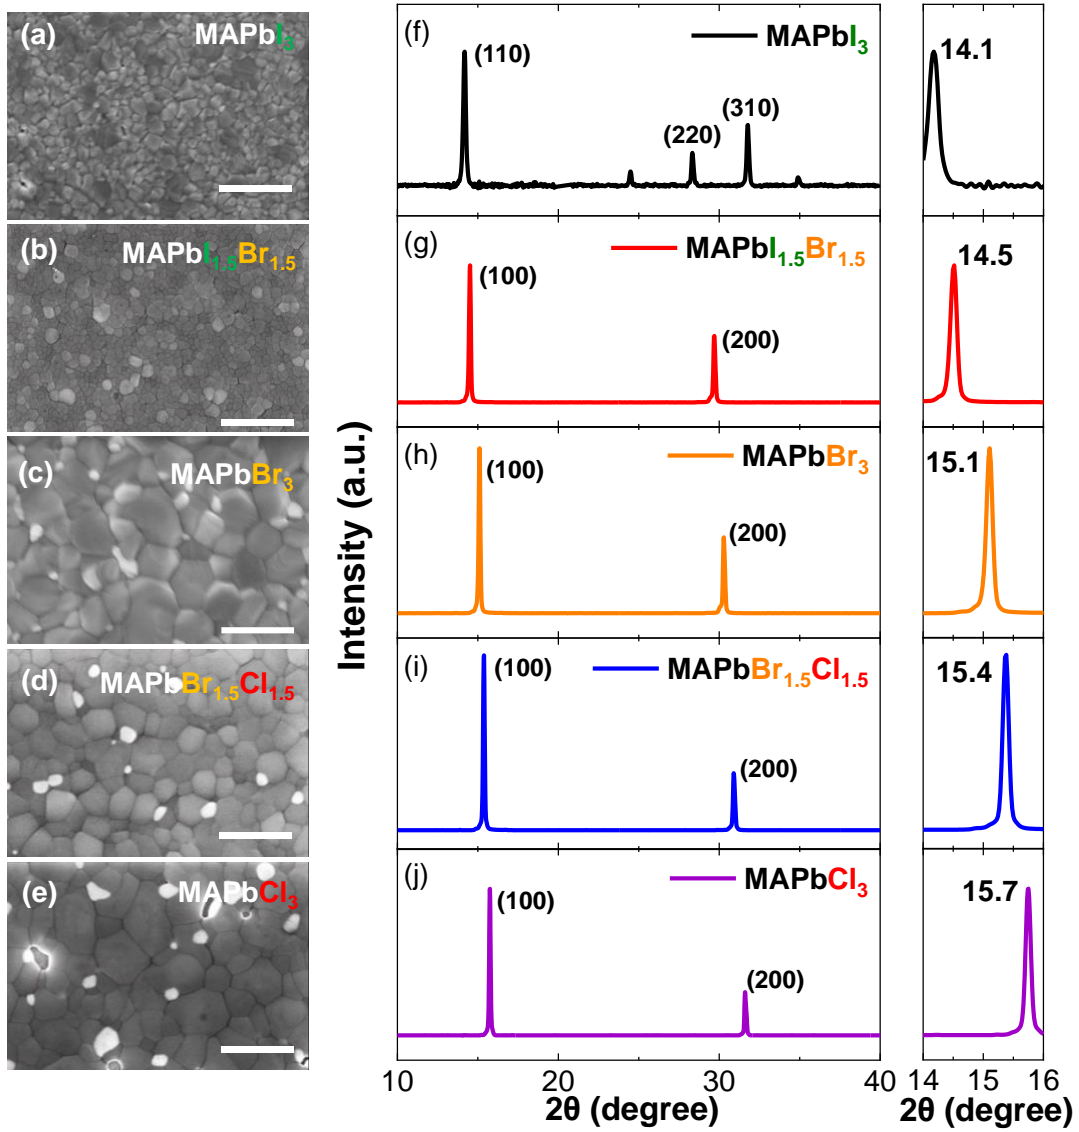 (a) MAPbI3
(b) MAPbI1.5Br1.5
(c) MAPbBr3
(d) MAPbBr1.5Cl1.5
(e) MAPbCl3
Intensity (a.u.)
(f) MAPbI3
(110)
(220)
(310)
14.1
(g) MAPbI1.5Br1.5
(100)
(200)
14.5
(h) MAPbBr3
(100)
(200)
15.1
(i) MAPbBr1.5Cl1.5
(100)
(200)
15.4
(j) MAPbCl3
(100)
(200)
15.7
10 20 30 40
2θ (degree)
14 15 16
2θ (degree)